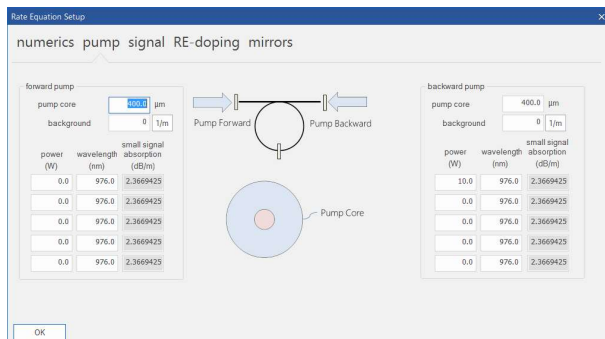 Rate Equation Setup
numerics pump signal RE-doping mirrors
forward pump
pump core 400.0 μm
background 0 1/m
power (W) wavelength (nm) small signal absorption (dB/m)
0.0 976.0 2.3669425
0.0 976.0 2.3669425
0.0 976.0 2.3669425
0.0 976.0 2.3669425
0.0 976.0 2.3669425
Pump Forward
Pump Backward
Pump Core
backward pump
pump core 400.0 μm
background 0 1/m
power (W) wavelength (nm) small signal absorption (dB/m)
10.0 976.0 2.3669425
0.0 976.0 2.3669425
0.0 976.0 2.3669425
0.0 976.0 2.3669425
0.0 976.0 2.3669425
OK